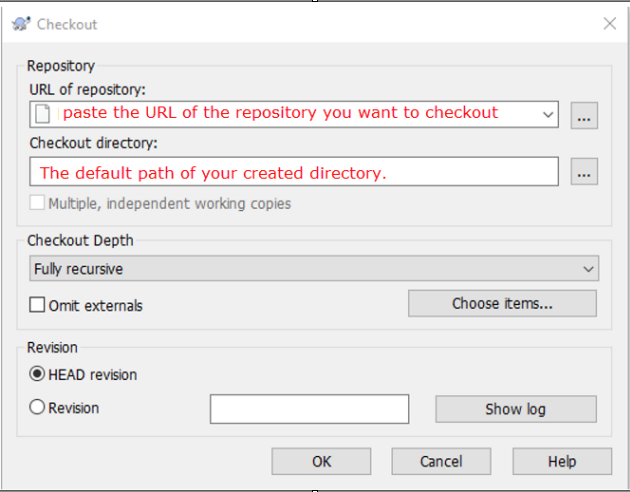 Checkout
Repository
URL of repository:
paste the URL of the repository you want to checkout
...
Checkout directory:
The default path of your created directory.
...
Multiple, independent working copies
Checkout Depth
Fully recursive
Omit externals
Choose items...
Revision
HEAD revision
Revision
Show log
OK
Cancel
Help